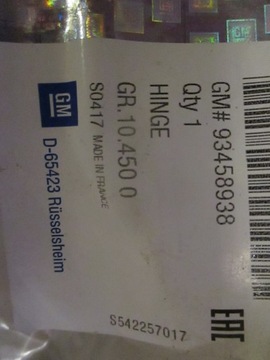 GM# 93458938
Qty 1
HINGE
GR.10.450 0
S0417 MADE IN FRANCE
GM
D-65423 Rüsselsheim
S542257017
EAC